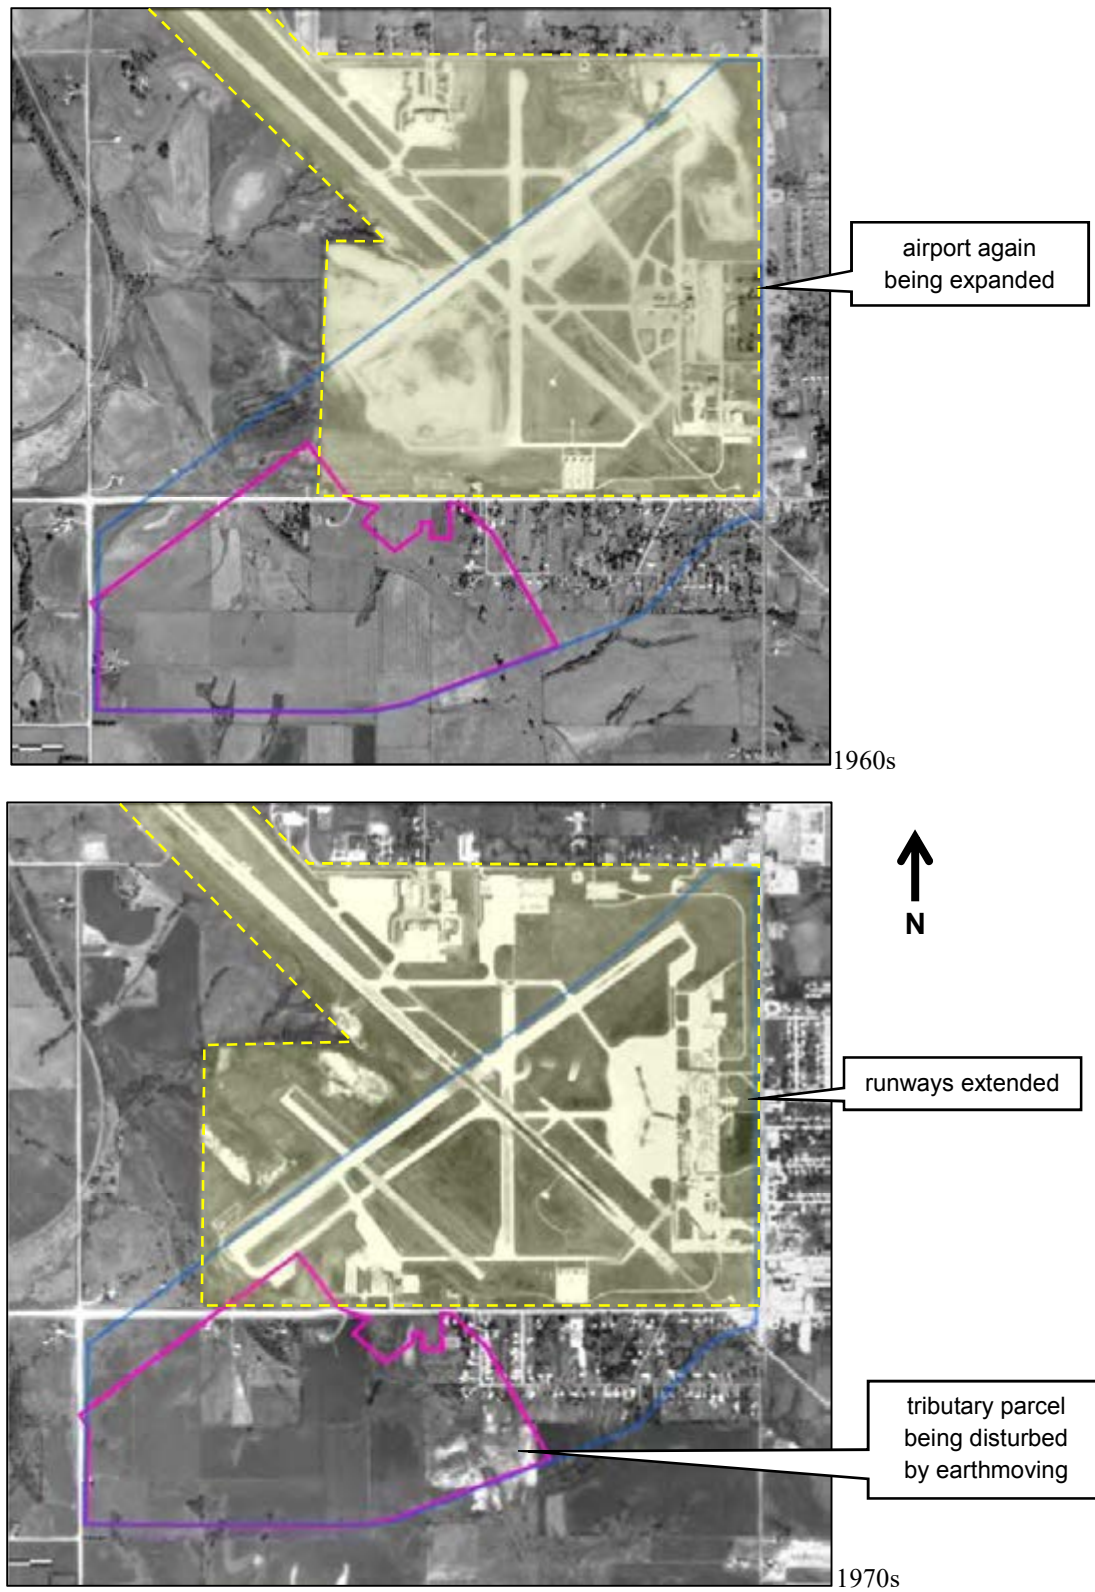 airport again
being expanded
1960s
N
runways extended
tributary parcel
being disturbed
by earthmoving
1970s